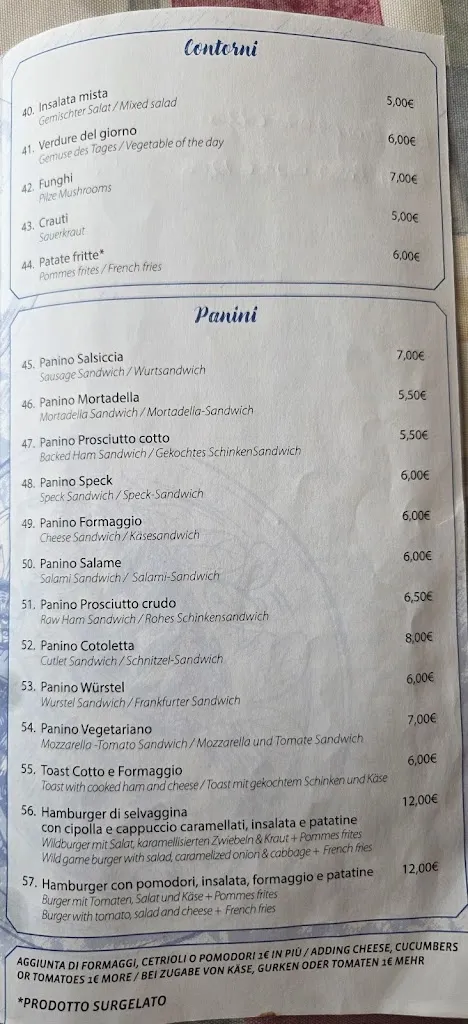 Contorni
40. Insalata mista 5,00€
Gemischter Salat / Mixed salad
41. Verdure del giorno 6,00€
Gemüse des Tages / Vegetable of the day
42. Funghi 7,00€
Pilze Mushrooms
43. Crauti 5,00€
Sauerkraut
44. Patate fritte* 6,00€
Pommes frites / French fries
Panini
45. Panino Salsiccia 7,00€
Sausage Sandwich / Wurtsandwich
46. Panino Mortadella 5,50€
Mortadella Sandwich / Mortadella-Sandwich
47. Panino Prosciutto cotto 5,50€
Backed Ham Sandwich / Gekochtes SchinkenSandwich
48. Panino Speck 6,00€
Speck Sandwich / Speck-Sandwich
49. Panino Formaggio 6,00€
Cheese Sandwich / Käsesandwich
50. Panino Salame 6,00€
Salami Sandwich / Salami-Sandwich
51. Panino Prosciutto crudo 6,50€
Raw Ham Sandwich / Rohes Schinkensandwich
52. Panino Cotoletta 8,00€
Cutlet Sandwich / Schnitzel-Sandwich
53. Panino Würstel 6,00€
Wurstel Sandwich / Frankfurter Sandwich
54. Panino Vegetariano 7,00€
Mozzarella -Tomato Sandwich / Mozzarella und Tomate Sandwich
55. Toast Cotto e Formaggio 6,00€
Toast with cooked ham and cheese / Toast mit gekochtem Schinken und Käse
56. Hamburger di selvaggina 12,00€
con cipolla e cappuccio caramellati, insalata e patatine
Wildburger mit Salat, karamellisierten Zwiebeln & Kraut + Pommes frites
Wild game burger with salad, caramelized onion & cabbage + French fries
57. Hamburger con pomodori, insalata, formaggio e patatine 12,00€
Burger mit Tomaten, Salat und Käse + Pommes frites
Burger with tomato, salad and cheese + French fries
AGGIUNTA DI FORMAGGI, CETRIOLI O POMODORI 1€ IN PIÙ / ADDING CHEESE, CUCUMBERS
OR TOMATOES 1€ MORE / BEI ZUGABE VON KÄSE, GURKEN ODER TOMATEN 1€ MEHR
*PRODOTTO SURGELATO